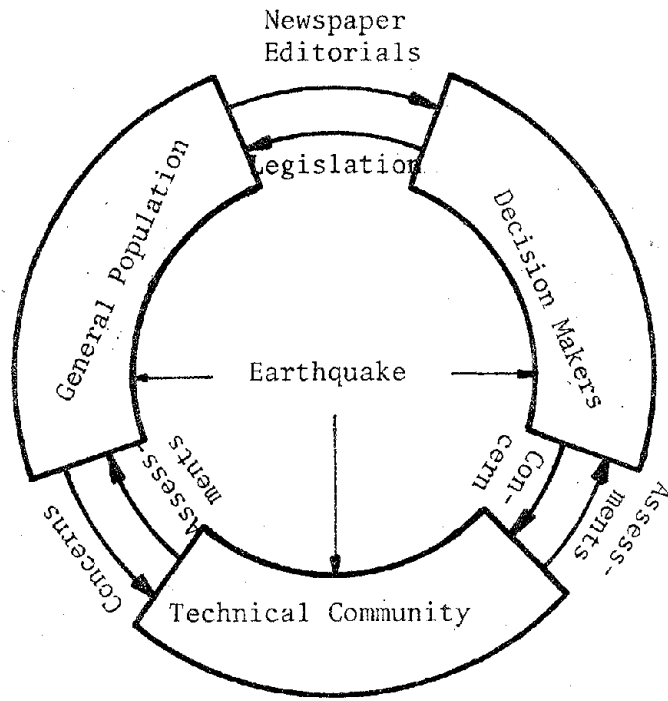 Newspaper
Editorials
Legislation
General Population
Decision Makers
Earthquake
Assess-
ments
Concerns
Con-
cern
Assess-
ments
Technical Community